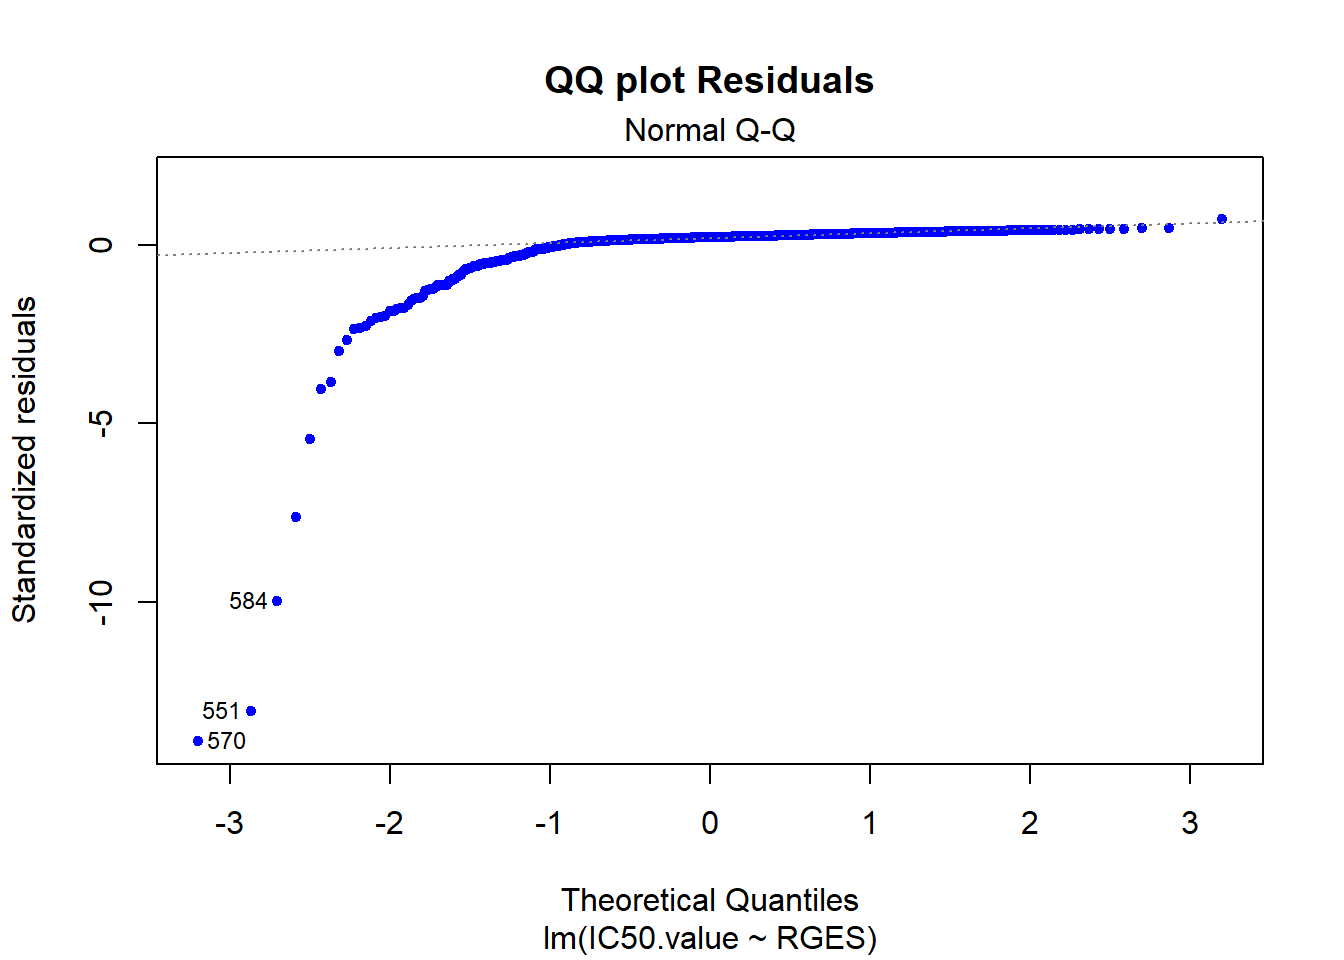 QQ plot Residuals
Normal Q-Q
Standardized residuals
0
-5
-10
584
551
570
-3 -2 -1 0 1 2 3
Theoretical Quantiles
lm(IC50.value ~ RGES)